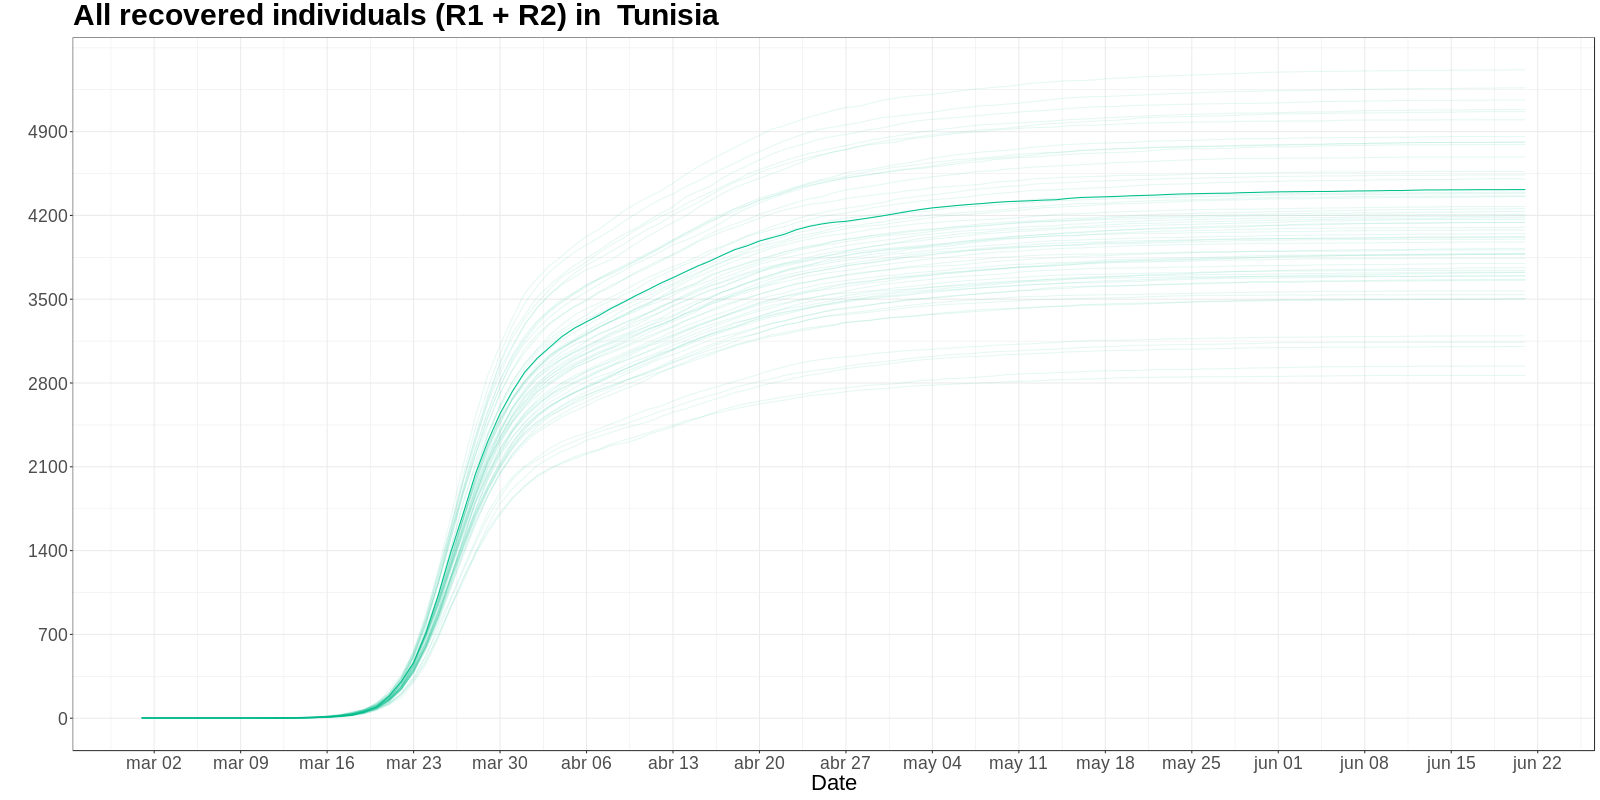 All recovered individuals (R1 + R2) in  Tunisia
4900
4200
3500
2800
2100
1400
700
0
mar 02 mar 09 mar 16 mar 23 mar 30 abr 06 abr 13 abr 20 abr 27 may 04 may 11 may 18 may 25 jun 01 jun 08 jun 15 jun 22
Date